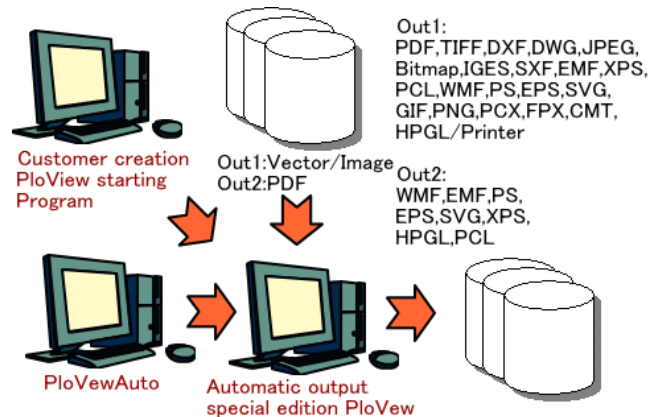 Out1:
PDF,TIFF,DXF,DWG,JPEG,
Bitmap,IGES,SXF,EMF,XPS,
PCL,WMF,PS,EPS,SVG,
GIF,PNG,PCX,FPX,CMT,
HPGL/Printer
Customer creation
PloView starting
Program
Out1:Vector/Image
Out2:PDF
Out2:
WMF,EMF,PS,
EPS,SVG,XPS,
HPGL,PCL
PloVewAuto
Automatic output
special edition PloVew